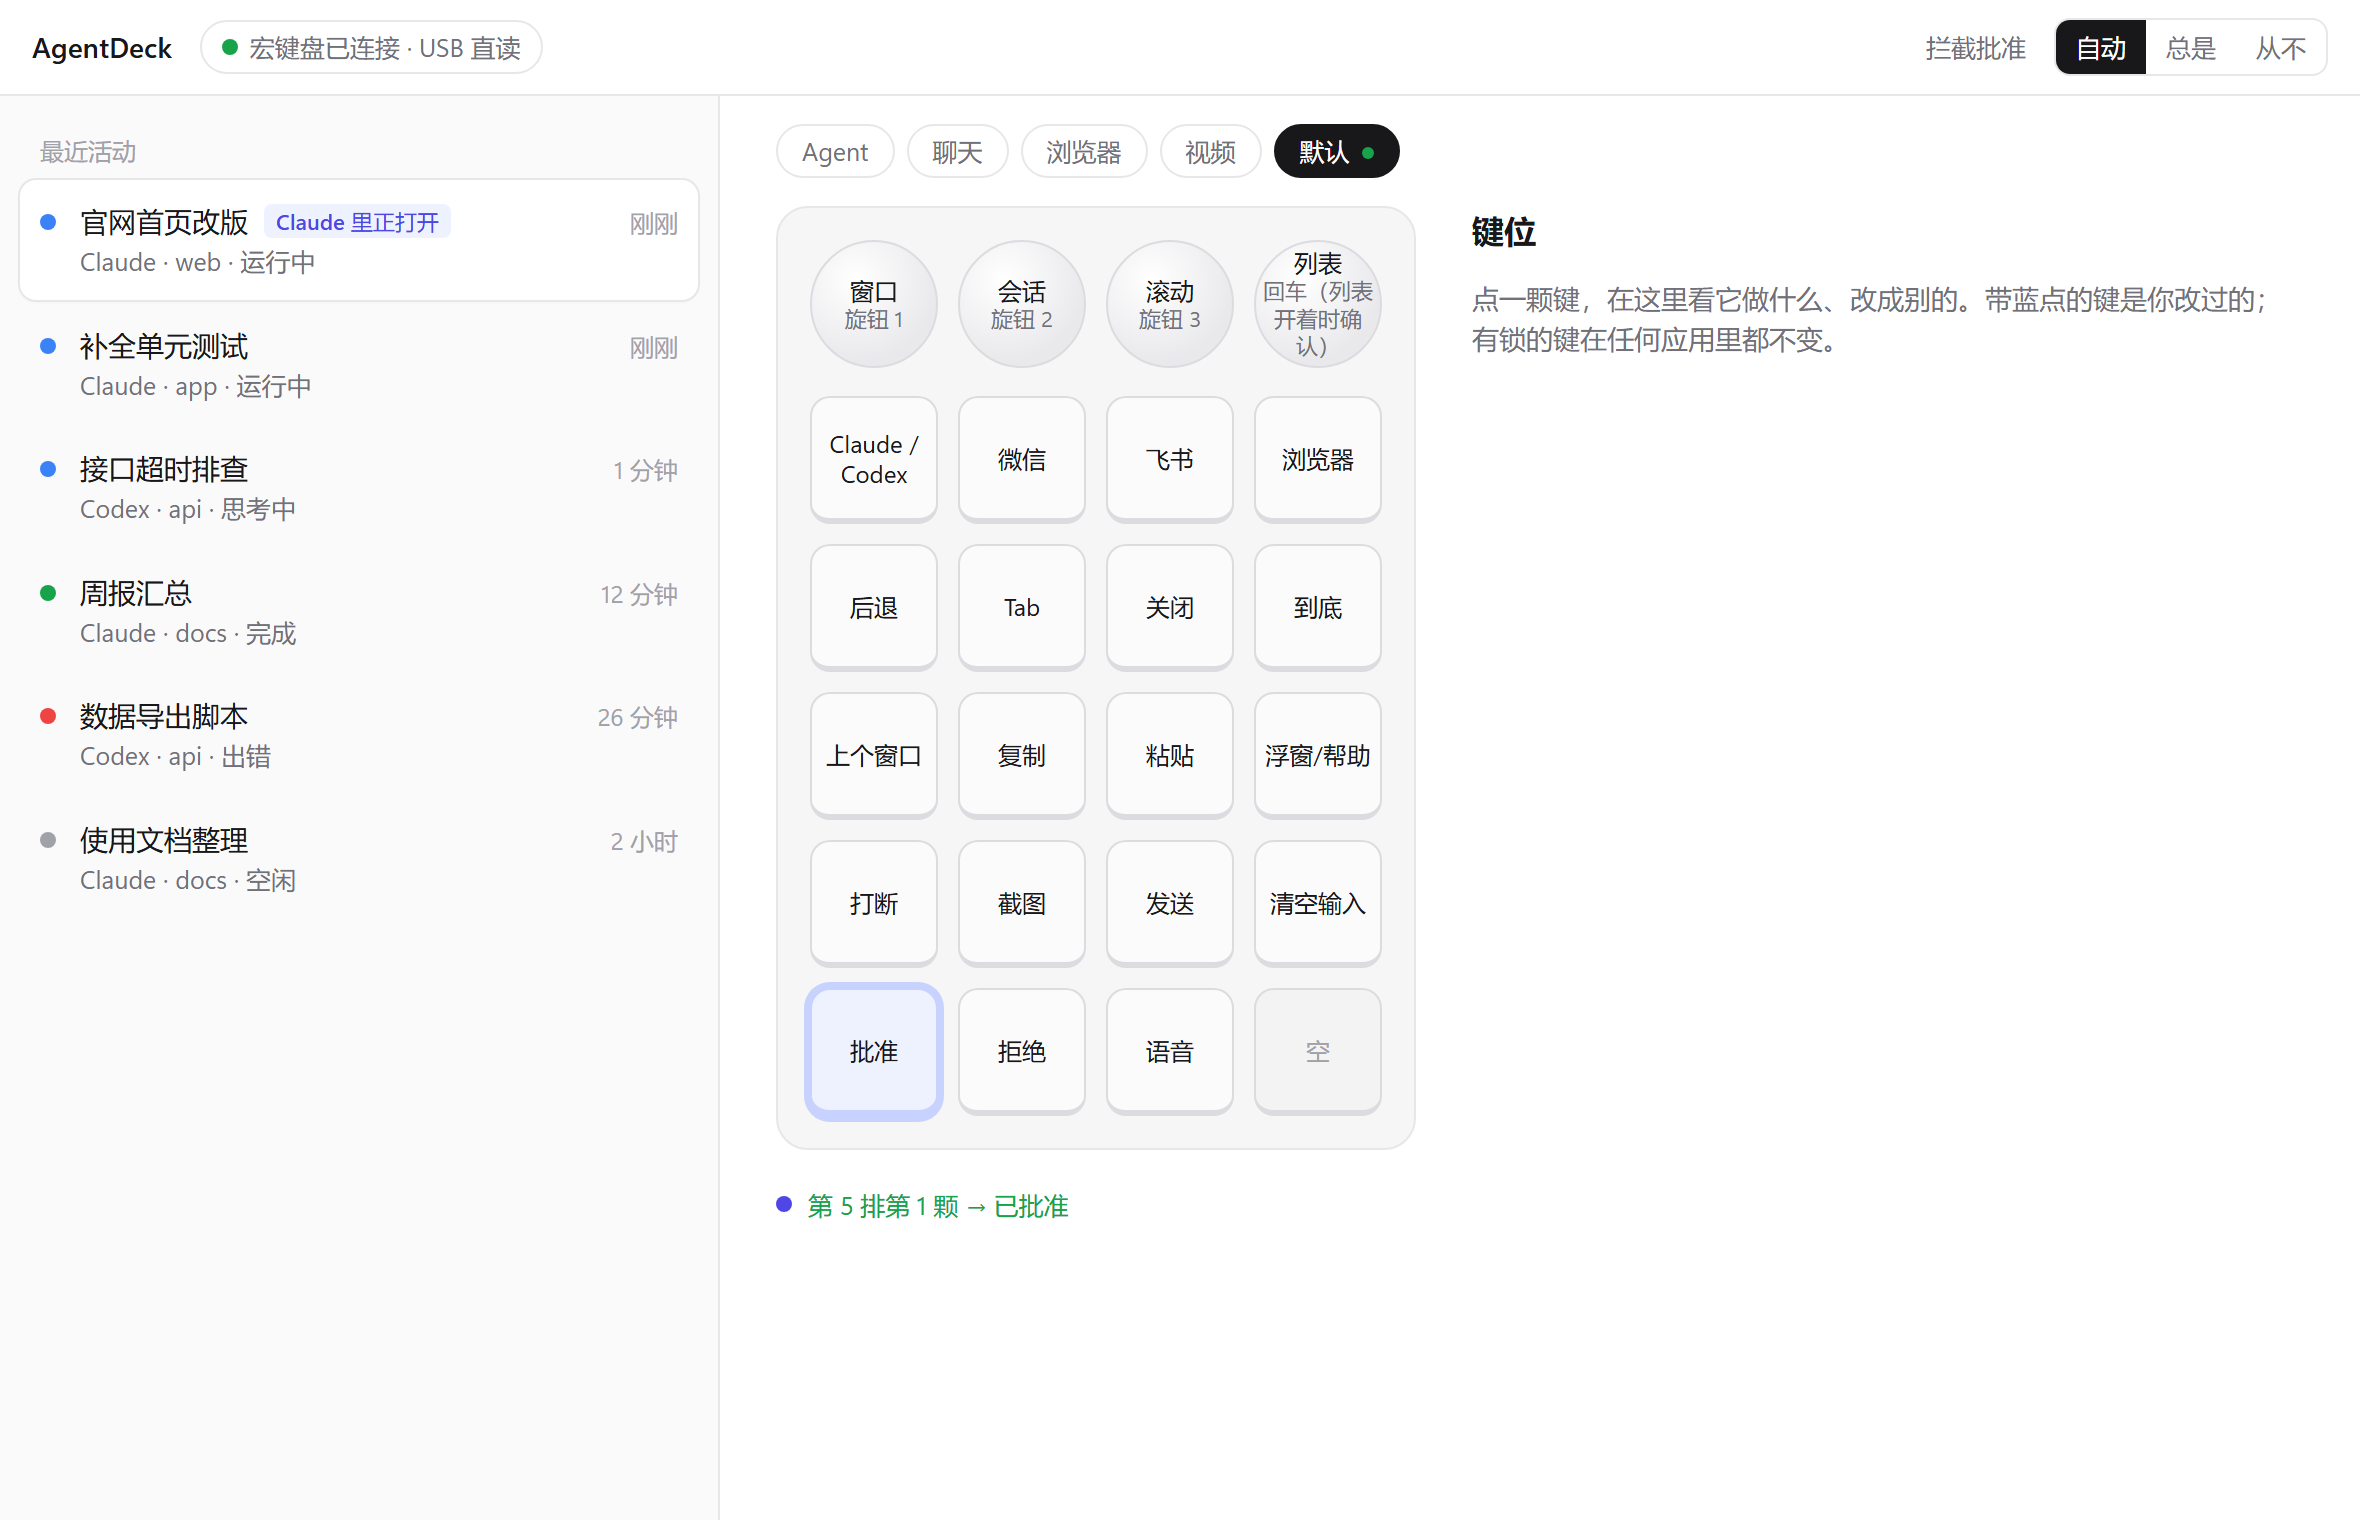 AgentDeck
宏键盘已连接 · USB 直读
拦截批准
自动
总是
从不
最近活动
官网首页改版
Claude 里正打开
刚刚
Claude · web · 运行中
补全单元测试
刚刚
Claude · app · 运行中
接口超时排查
1 分钟
Codex · api · 思考中
周报汇总
12 分钟
Claude · docs · 完成
数据导出脚本
26 分钟
Codex · api · 出错
使用文档整理
2 小时
Claude · docs · 空闲
Agent
聊天
浏览器
视频
默认
窗口
旋钮 1
会话
旋钮 2
滚动
旋钮 3
列表
回车（列表
开着时确
认）
Claude /
Codex
微信
飞书
浏览器
后退
Tab
关闭
到底
上个窗口
复制
粘贴
浮窗/帮助
打断
截图
发送
清空输入
批准
拒绝
语音
空
第 5 排第 1 颗 → 已批准
键位
点一颗键，在这里看它做什么、改成别的。带蓝点的键是你改过的；
有锁的键在任何应用里都不变。